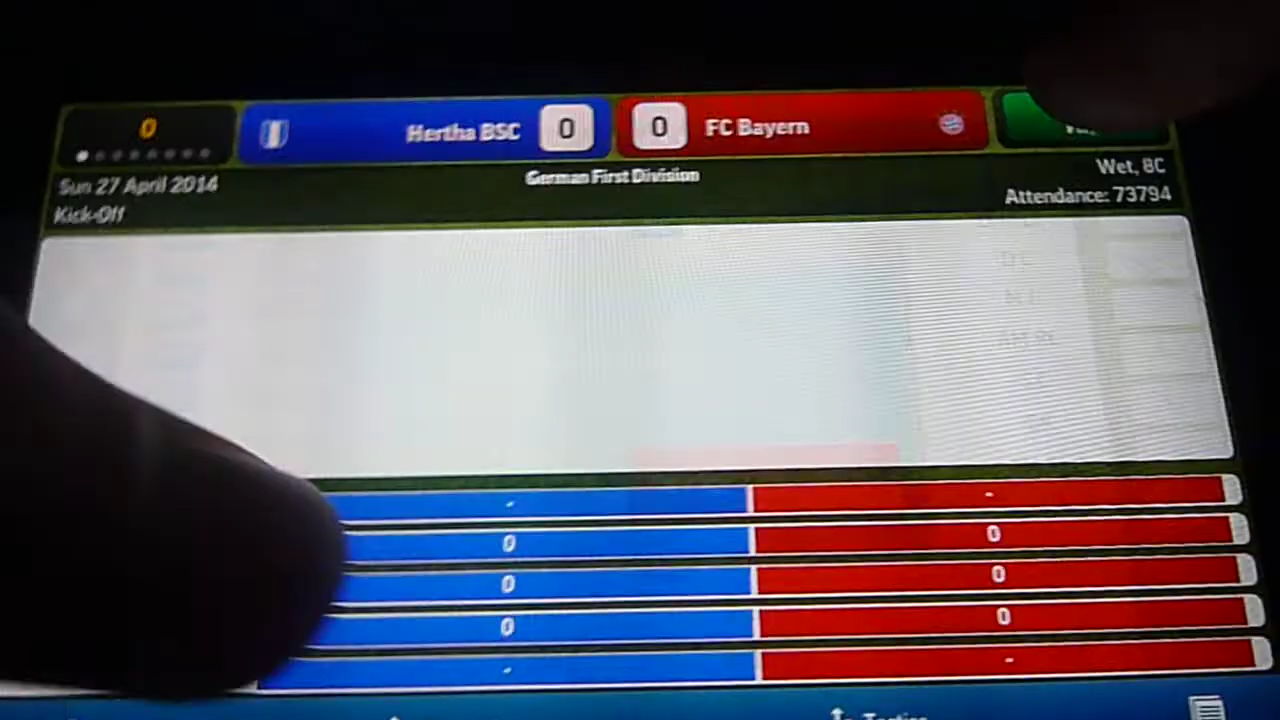 0
Hertha BSC 0
0 FC Bayern
Sun 27 April 2014
German First Division
Wet, 8C
Kick-Off
Attendance: 73794
- -
0 0
0 0
0 0
- -
Tactics